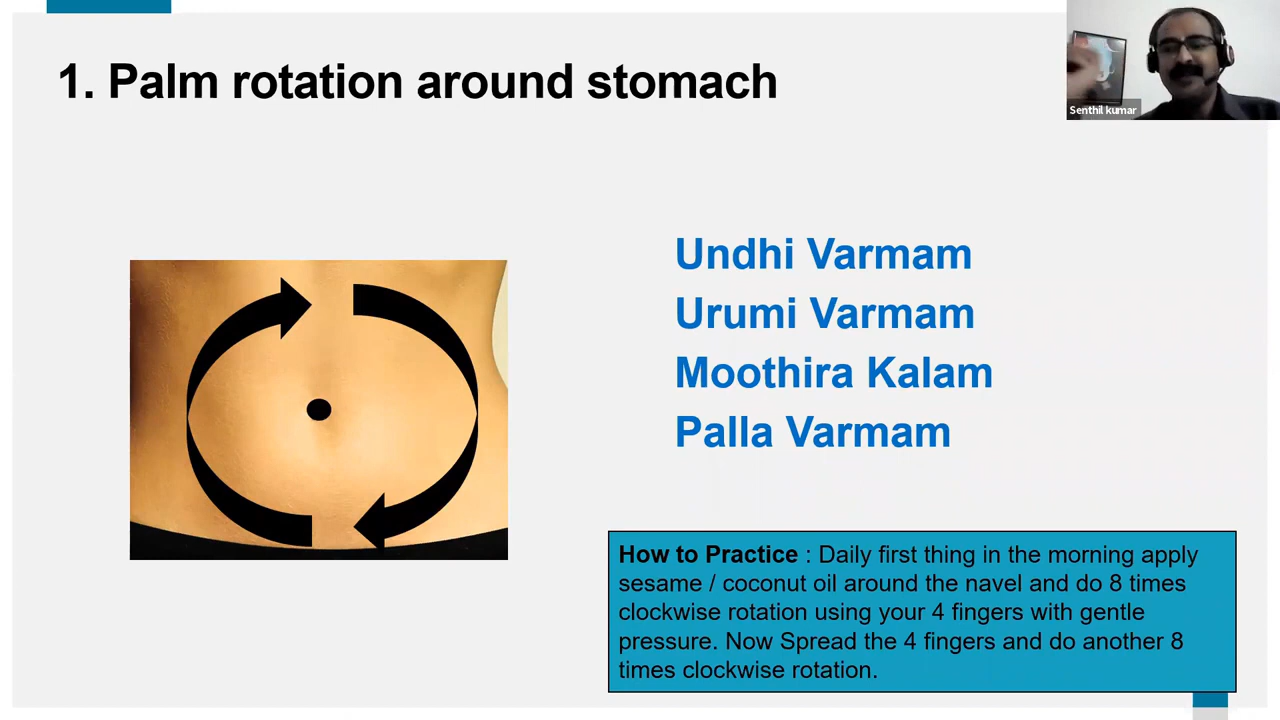 1. Palm rotation around stomach
Senthil kumar
Undhi Varmam
Urumi Varmam
Moothira Kalam
Palla Varmam
How to Practice : Daily first thing in the morning apply
sesame / coconut oil around the navel and do 8 times
clockwise rotation using your 4 fingers with gentle
pressure. Now Spread the 4 fingers and do another 8
times clockwise rotation.